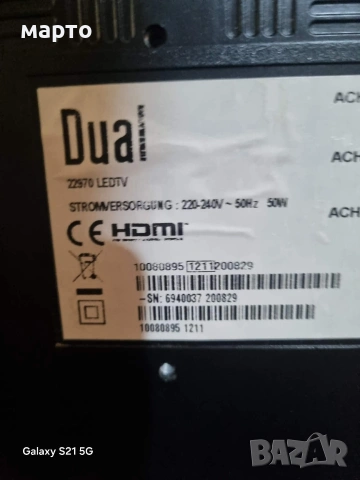 марто
Dual
22970 LEDTV
STROMVERSORGUNG : 220-240V ~ 50Hz 50W
CE HDMI
10080895 1211 200829
-SN: 6940037 200829
10080895 1211
ACH
ACH
ACH
Galaxy S21 5G
BAZAR